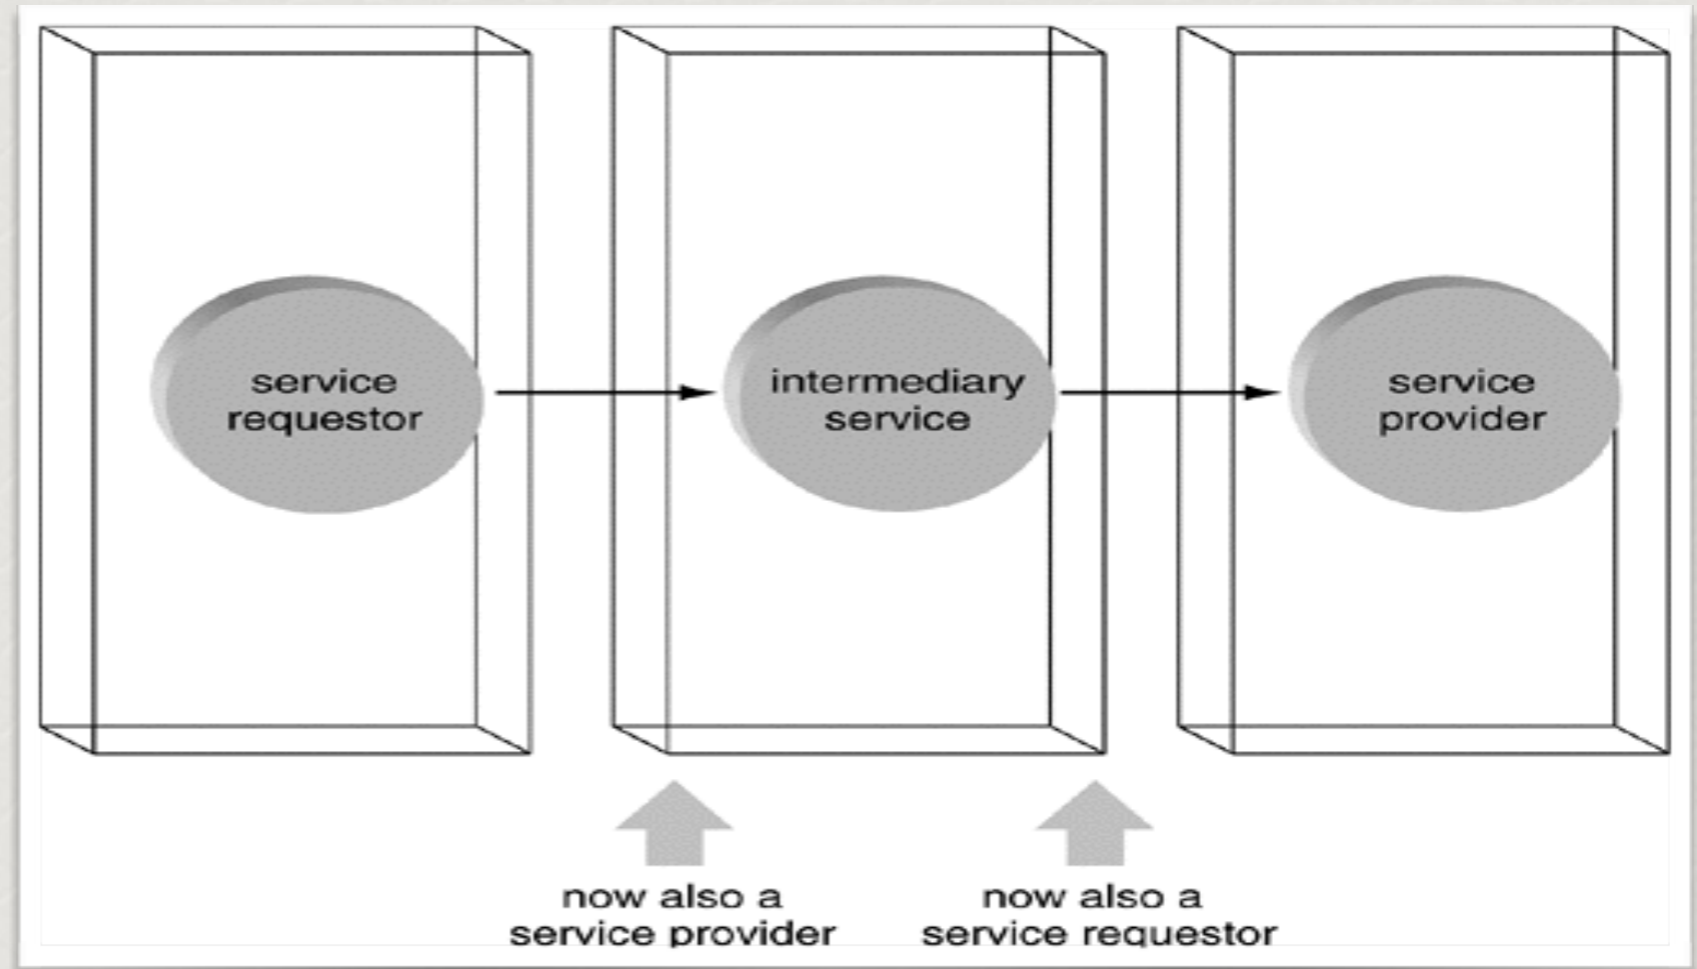 service
requestor
intermediary
service
service
provider
now also a
service provider
now also a
service requestor